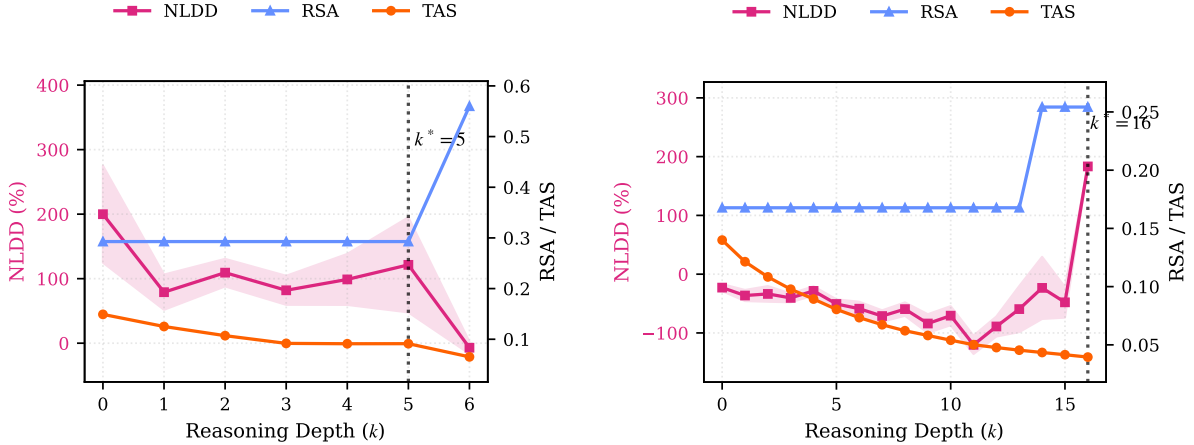 NLDD RSA TAS
400
300
200
100
0
NLDD (%)
0.6
0.5
0.4
0.3
0.2
0.1
RSA / TAS
k* = 5
0 1 2 3 4 5 6
Reasoning Depth (k)
NLDD RSA TAS
300
200
100
0
−100
NLDD (%)
0.25
0.20
0.15
0.10
0.05
RSA / TAS
k* = 16
0 5 10 15
Reasoning Depth (k)